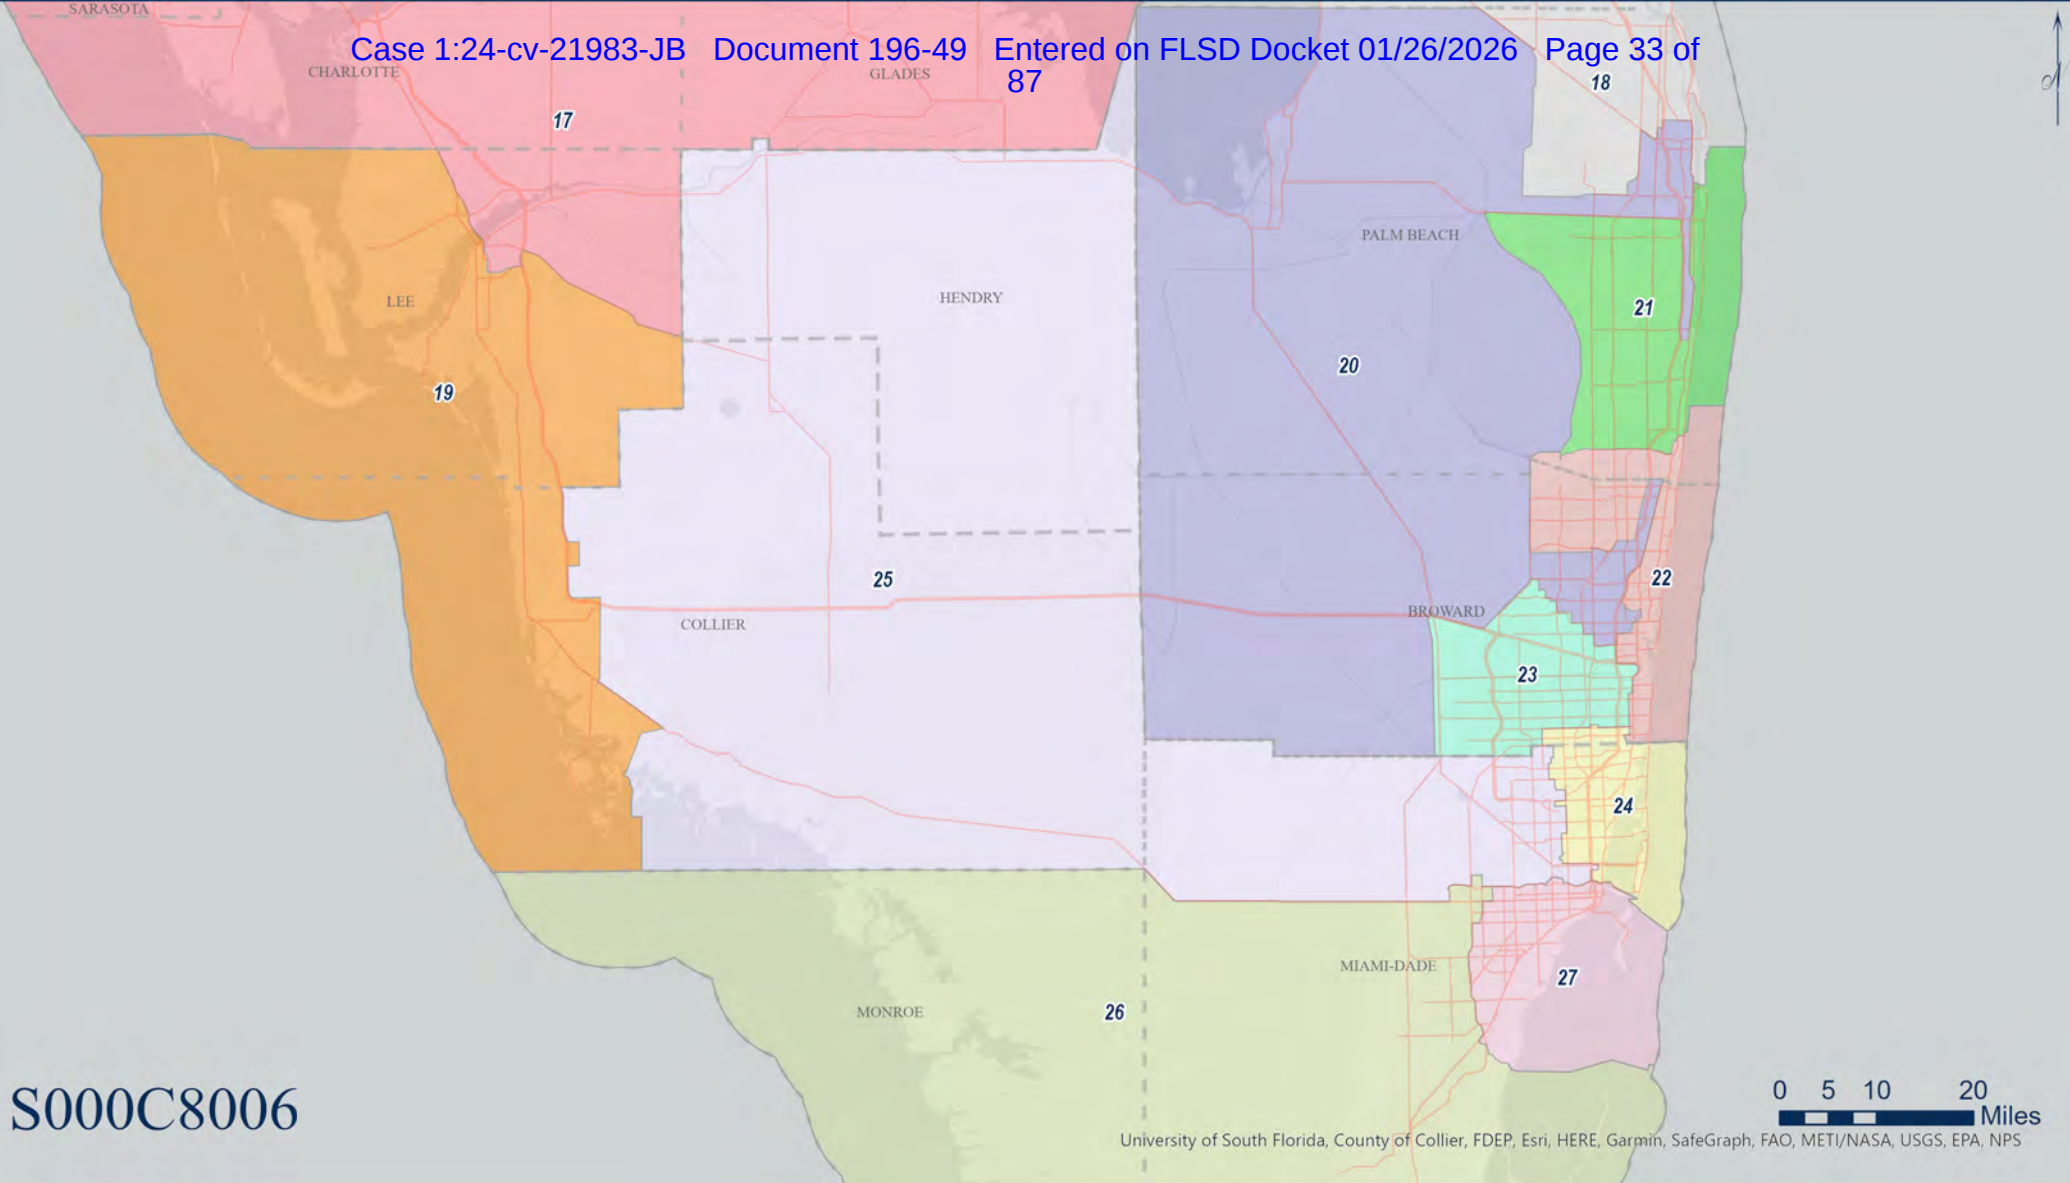 SARASOTA
Case 1:24-cv-21983-JB Document 196-49 Entered on FLSD Docket 01/26/2026 Page 33 of
87
CHARLOTTE
GLADES
18
17
PALM BEACH
HENDRY
LEE
21
20
19
25
22
BROWARD
COLLIER
23
24
MIAMI-DADE
27
MONROE
26
S000C8006
0 5 10 20
Miles
University of South Florida, County of Collier, FDEP, Esri, HERE, Garmin, SafeGraph, FAO, METI/NASA, USGS, EPA, NPS